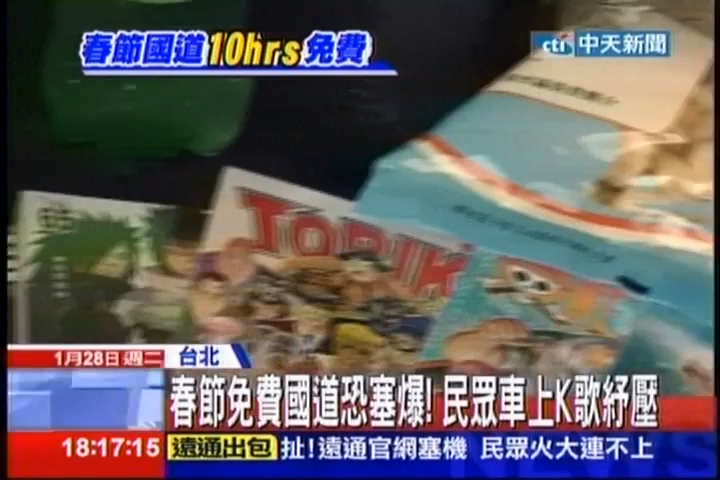 春節國道10hrs免費
cti 中天新聞
TORIK
1月28日週二
台北
春節免費國道恐塞爆! 民眾車上K歌紓壓
18:17:15
遠通出包 扯!遠通官網塞機 民眾火大連不上
NEWS